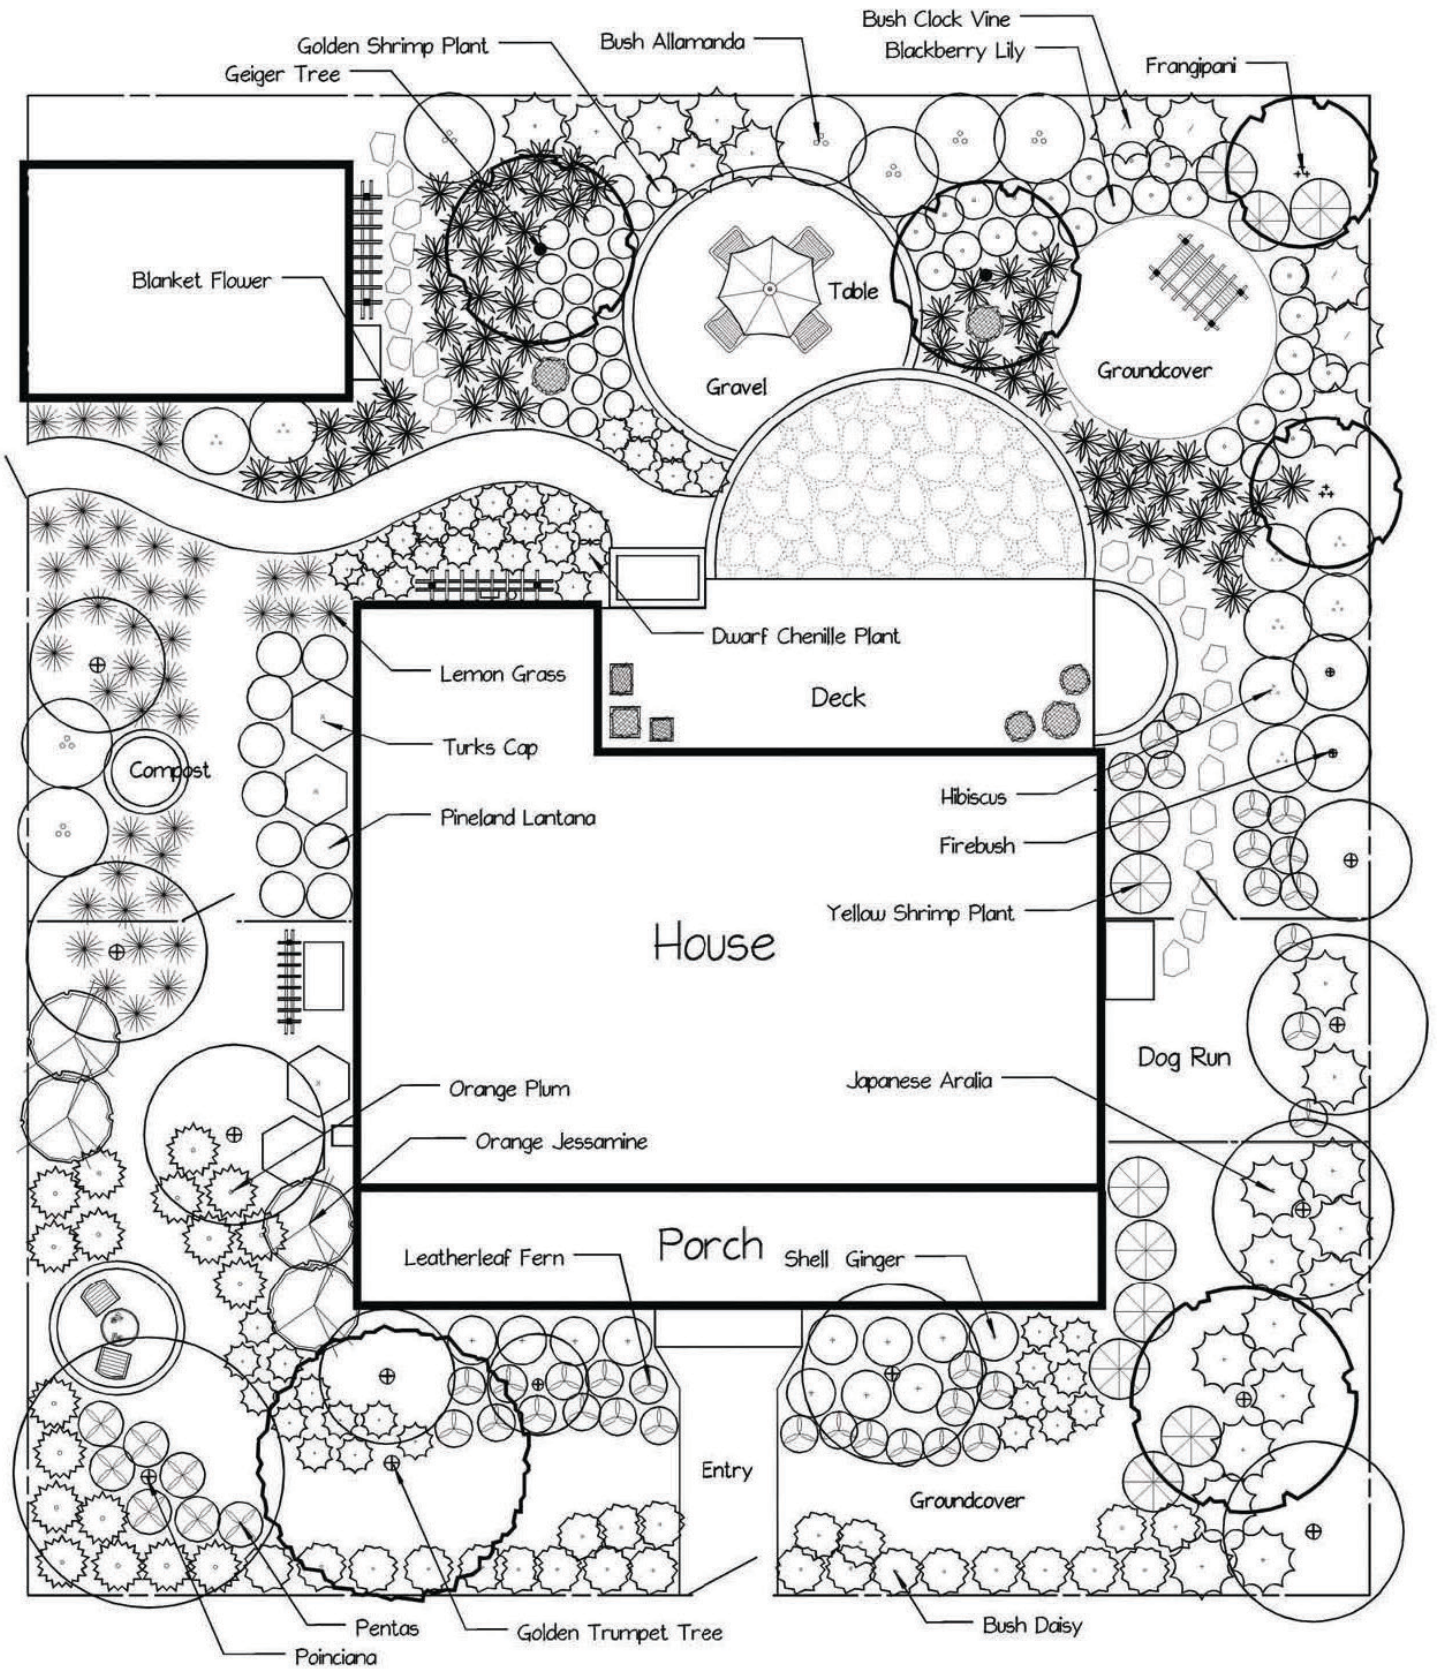 Bush Clock Vine
Golden Shrimp Plant
Bush Allamanda
Blackberry Lily
Geiger Tree
Frangipani
Blanket Flower
Table
Groundcover
Gravel
Dwarf Chenille Plant
Lemon Grass
Deck
Turks Cap
Compost
Hibiscus
Pineland Lantana
Firebush
Yellow Shrimp Plant
House
Dog Run
Japanese Aralia
Orange Plum
Orange Jessamine
Porch
Leatherleaf Fern
Shell Ginger
Entry
Groundcover
Pentas
Golden Trumpet Tree
Bush Daisy
Poinciana